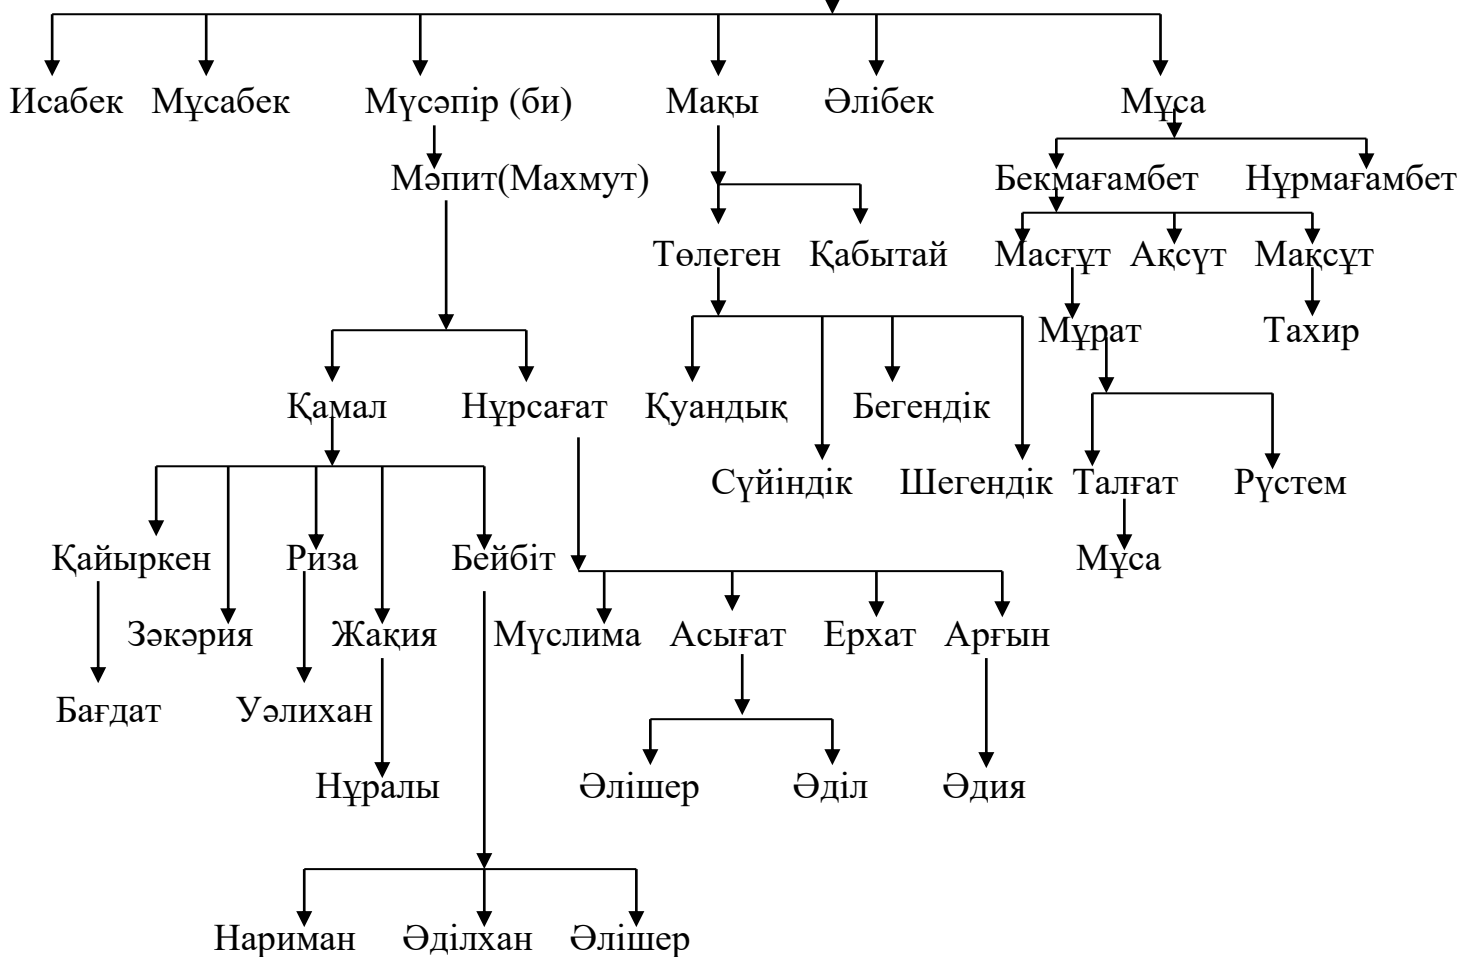 Исабек Мұсабек Мүсәпір (би) Мақы Әлібек Мұса
Мәпит(Махмут) Бекмағамбет Нұрмағамбет
Төлеген Қабытай Масғұт Ақсүт Мақсұт
Мұрат Тахир
Қамал Нұрсағат Қуандық Бегендік
Сүйіндік Шегендік Талғат Рүстем
Қайыркен Риза Бейбіт Мұса
Зәкәрия Жақия Мүслима Асығат Ерхат Арғын
Бағдат Уәлихан
Нұралы Әлішер Әділ Әдия
Нариман Әділхан Әлішер